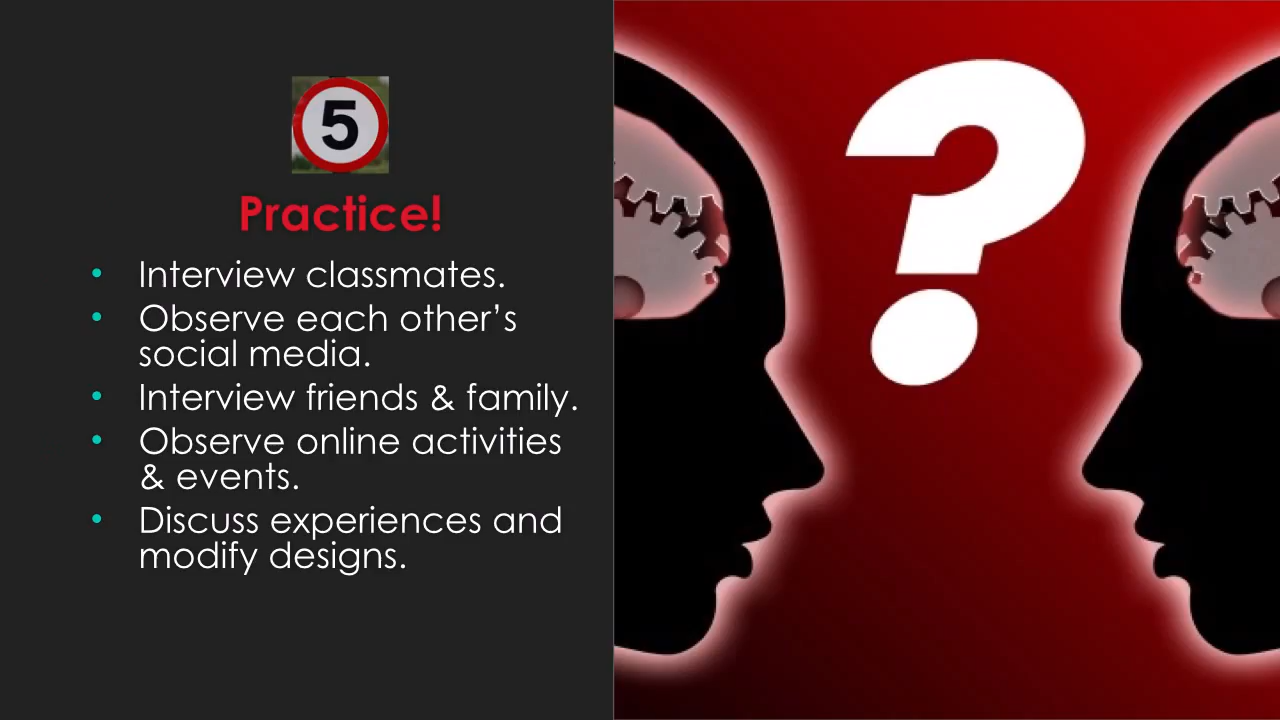 5
Practice!
• Interview classmates.
• Observe each other’s
social media.
• Interview friends & family.
• Observe online activities
& events.
• Discuss experiences and
modify designs.
?